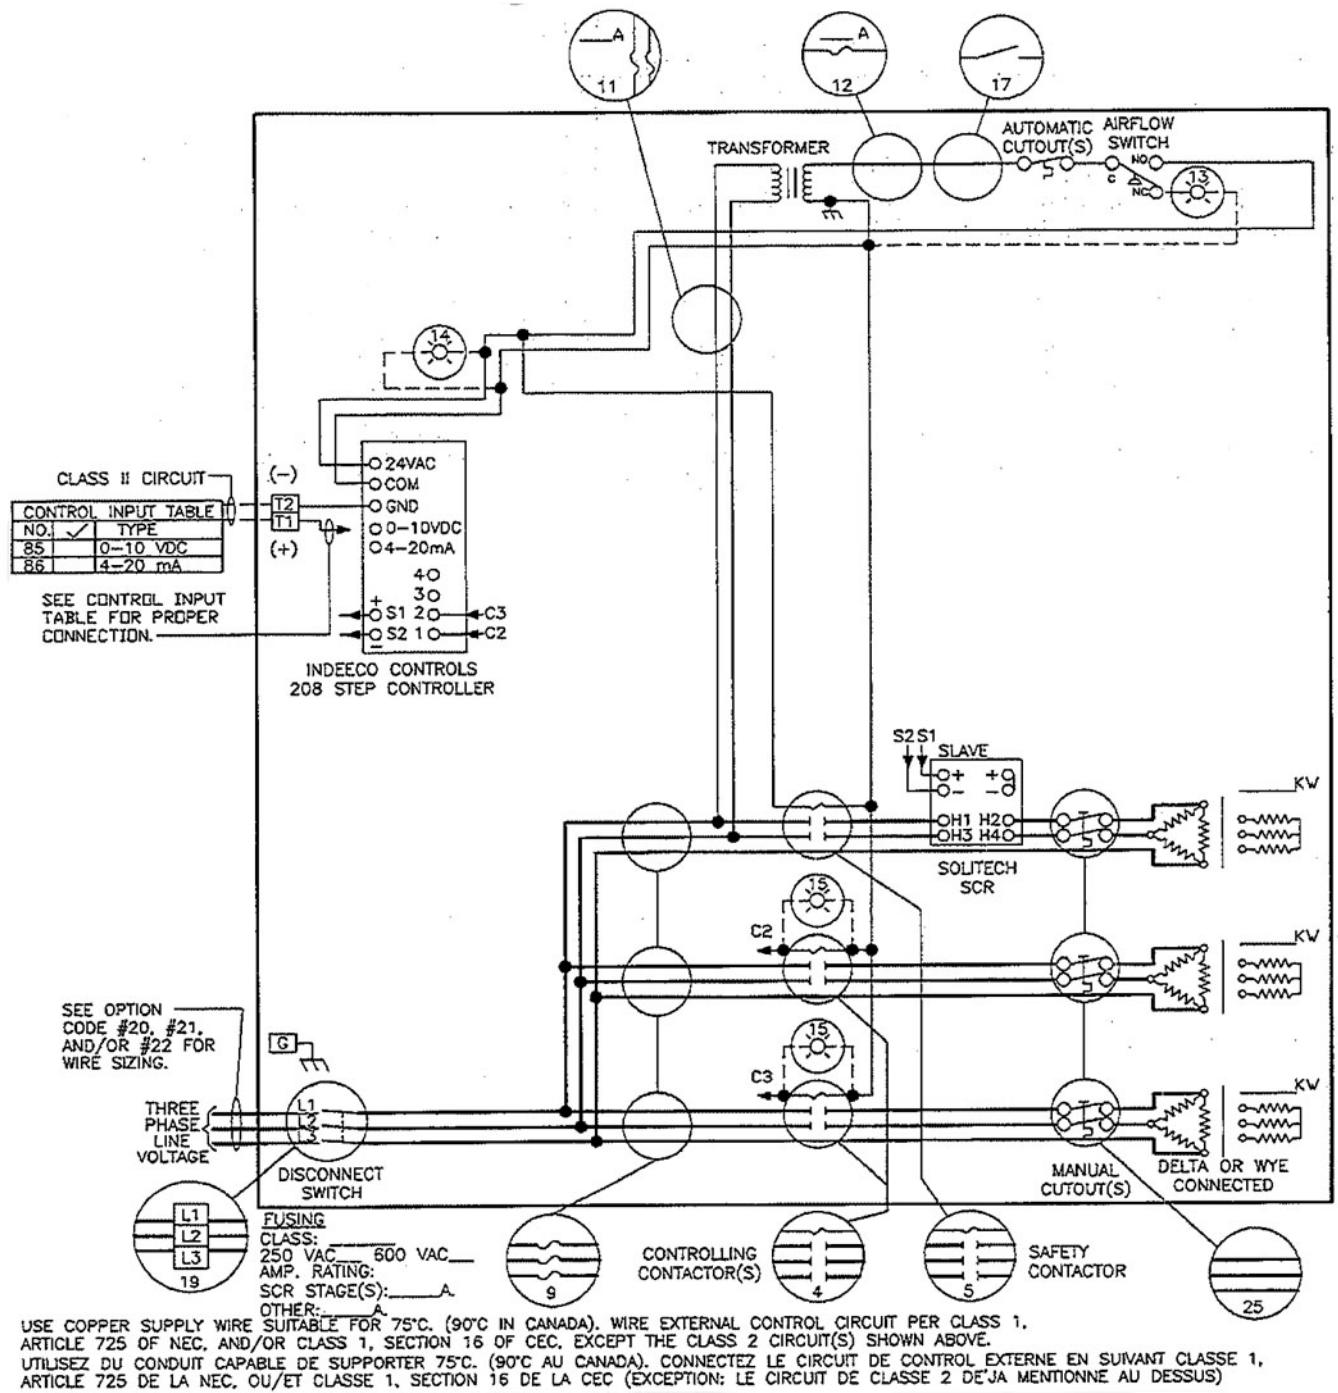 A
11
A
12
17
TRANSFORMER
AUTOMATIC
CUTOUT(S)
AIRFLOW
SWITCH
NO
C
NC
13
14
24VAC
COM
GND
0-10VDC
4-20mA
4
3
+
S1 2
C3
S2 1
C2
-
INDEECO CONTROLS
208 STEP CONTROLLER
CLASS II CIRCUIT
(-)
T2
T1
(+)
CONTROL INPUT TABLE
NO. ✓ TYPE
85 0-10 VDC
86 4-20 mA
SEE CONTROL INPUT
TABLE FOR PROPER
CONNECTION.
S2 S1
SLAVE
+ +
- -
H1 H2
H3 H4
SOLITECH
SCR
KW
15
C2
KW
15
C3
KW
SEE OPTION
CODE #20, #21,
AND/OR #22 FOR
WIRE SIZING.
G
THREE
PHASE
LINE
VOLTAGE
L1
L2
L3
DISCONNECT
SWITCH
MANUAL
CUTOUT(S)
DELTA OR WYE
CONNECTED
L1
L2
L3
19
FUSING
CLASS: ______
250 VAC__ 600 VAC__
AMP. RATING:
SCR STAGE(S):_____A.
OTHER:_____A.
9
CONTROLLING
CONTACTOR(S)
4
5
SAFETY
CONTACTOR
25
USE COPPER SUPPLY WIRE SUITABLE FOR 75°C. (90°C IN CANADA). WIRE EXTERNAL CONTROL CIRCUIT PER CLASS 1,
ARTICLE 725 OF NEC, AND/OR CLASS 1, SECTION 16 OF CEC, EXCEPT THE CLASS 2 CIRCUIT(S) SHOWN ABOVE.
UTILISEZ DU CONDUIT CAPABLE DE SUPPORTER 75°C. (90°C AU CANADA). CONNECTEZ LE CIRCUIT DE CONTROL EXTERNE EN SUIVANT CLASSE 1,
ARTICLE 725 DE LA NEC, OU/ET CLASSE 1, SECTION 16 DE LA CEC (EXCEPTION: LE CIRCUIT DE CLASSE 2 DE'JA MENTIONNE AU DESSUS)